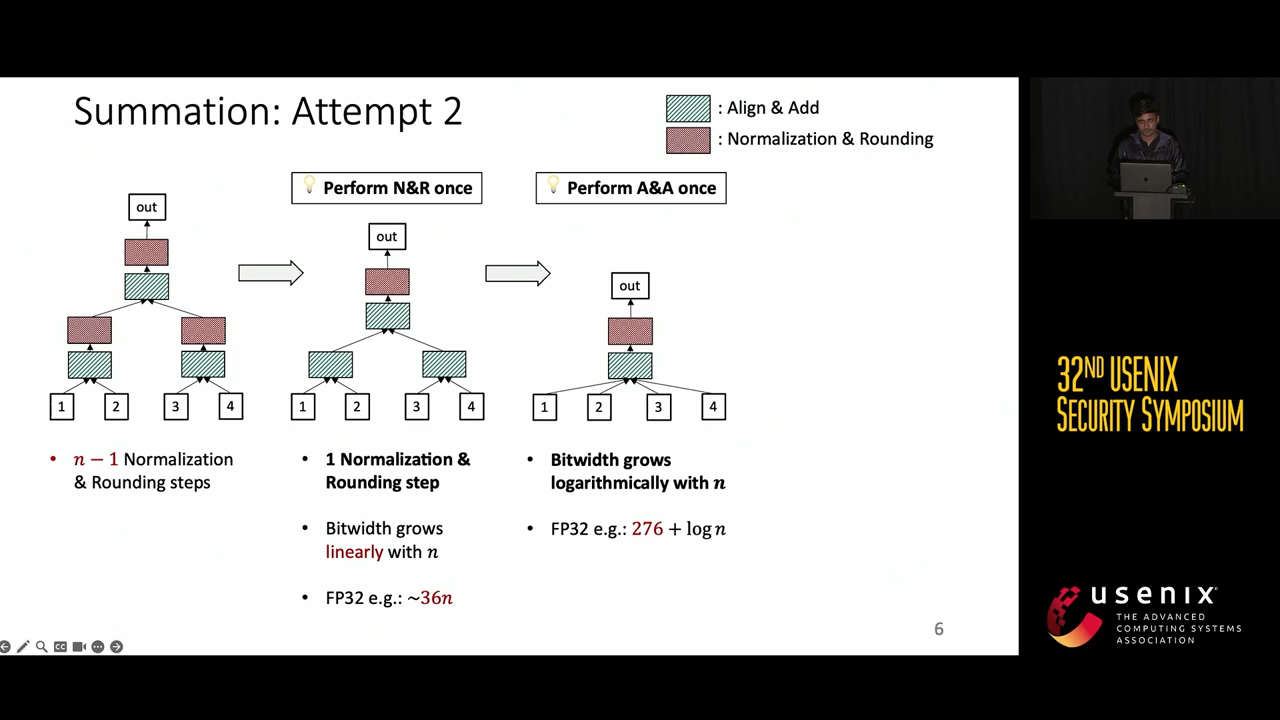 Summation: Attempt 2
: Align & Add
: Normalization & Rounding
Perform N&R once
Perform A&A once
out
out
out
1 2 3 4
1 2 3 4
1 2 3 4
• n − 1 Normalization
& Rounding steps
• 1 Normalization &
Rounding step
• Bitwidth grows
linearly with n
• FP32 e.g.: ~36n
• Bitwidth grows
logarithmically with n
• FP32 e.g.: 276 + log n
6
CC
32ND USENIX
SECURITY SYMPOSIUM
usenix
THE ADVANCED
COMPUTING SYSTEMS
ASSOCIATION